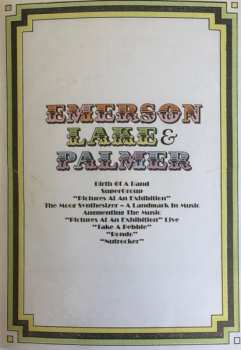 EMERSON
LAKE &
PALMER
Birth Of A Band
SuperGroup
"Pictures At An Exhibition"
The Moog Synthesizer – A Landmark In Music
Augmenting The Music
"Pictures At An Exhibition" Live
"Take A Pebble"
"Rondo"
"Nutrocker"